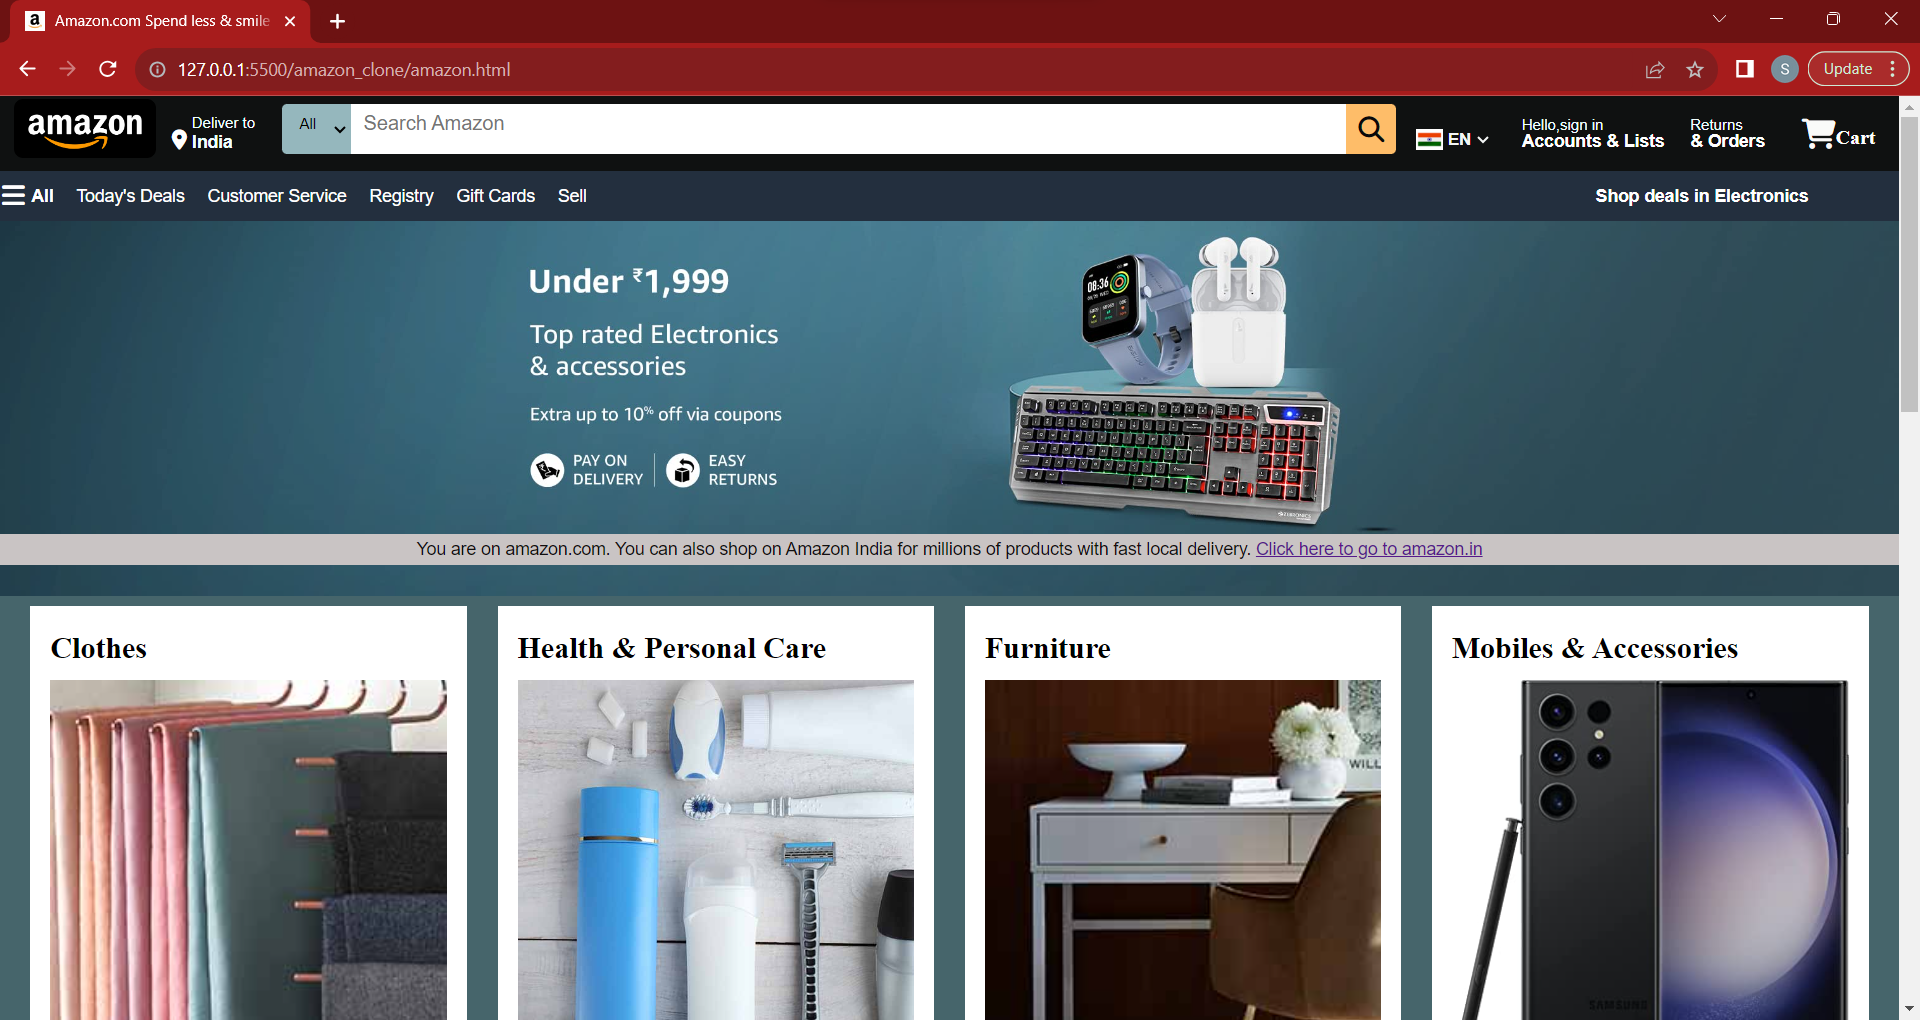 Amazon.com Spend less & smile
127.0.0.1:5500/amazon_clone/amazon.html
S
Update
amazon
Deliver to
India
All
Search Amazon
EN
Hello,sign in
Accounts & Lists
Returns
& Orders
Cart
All
Today's Deals
Customer Service
Registry
Gift Cards
Sell
Shop deals in Electronics
Under ₹1,999
Top rated Electronics
& accessories
Extra up to 10% off via coupons
PAY ON
DELIVERY
EASY
RETURNS
08:36
ZEBRONICS
You are on amazon.com. You can also shop on Amazon India for millions of products with fast local delivery. Click here to go to amazon.in
Clothes
Health & Personal Care
Furniture
Mobiles & Accessories
WILL
SAMSUNG